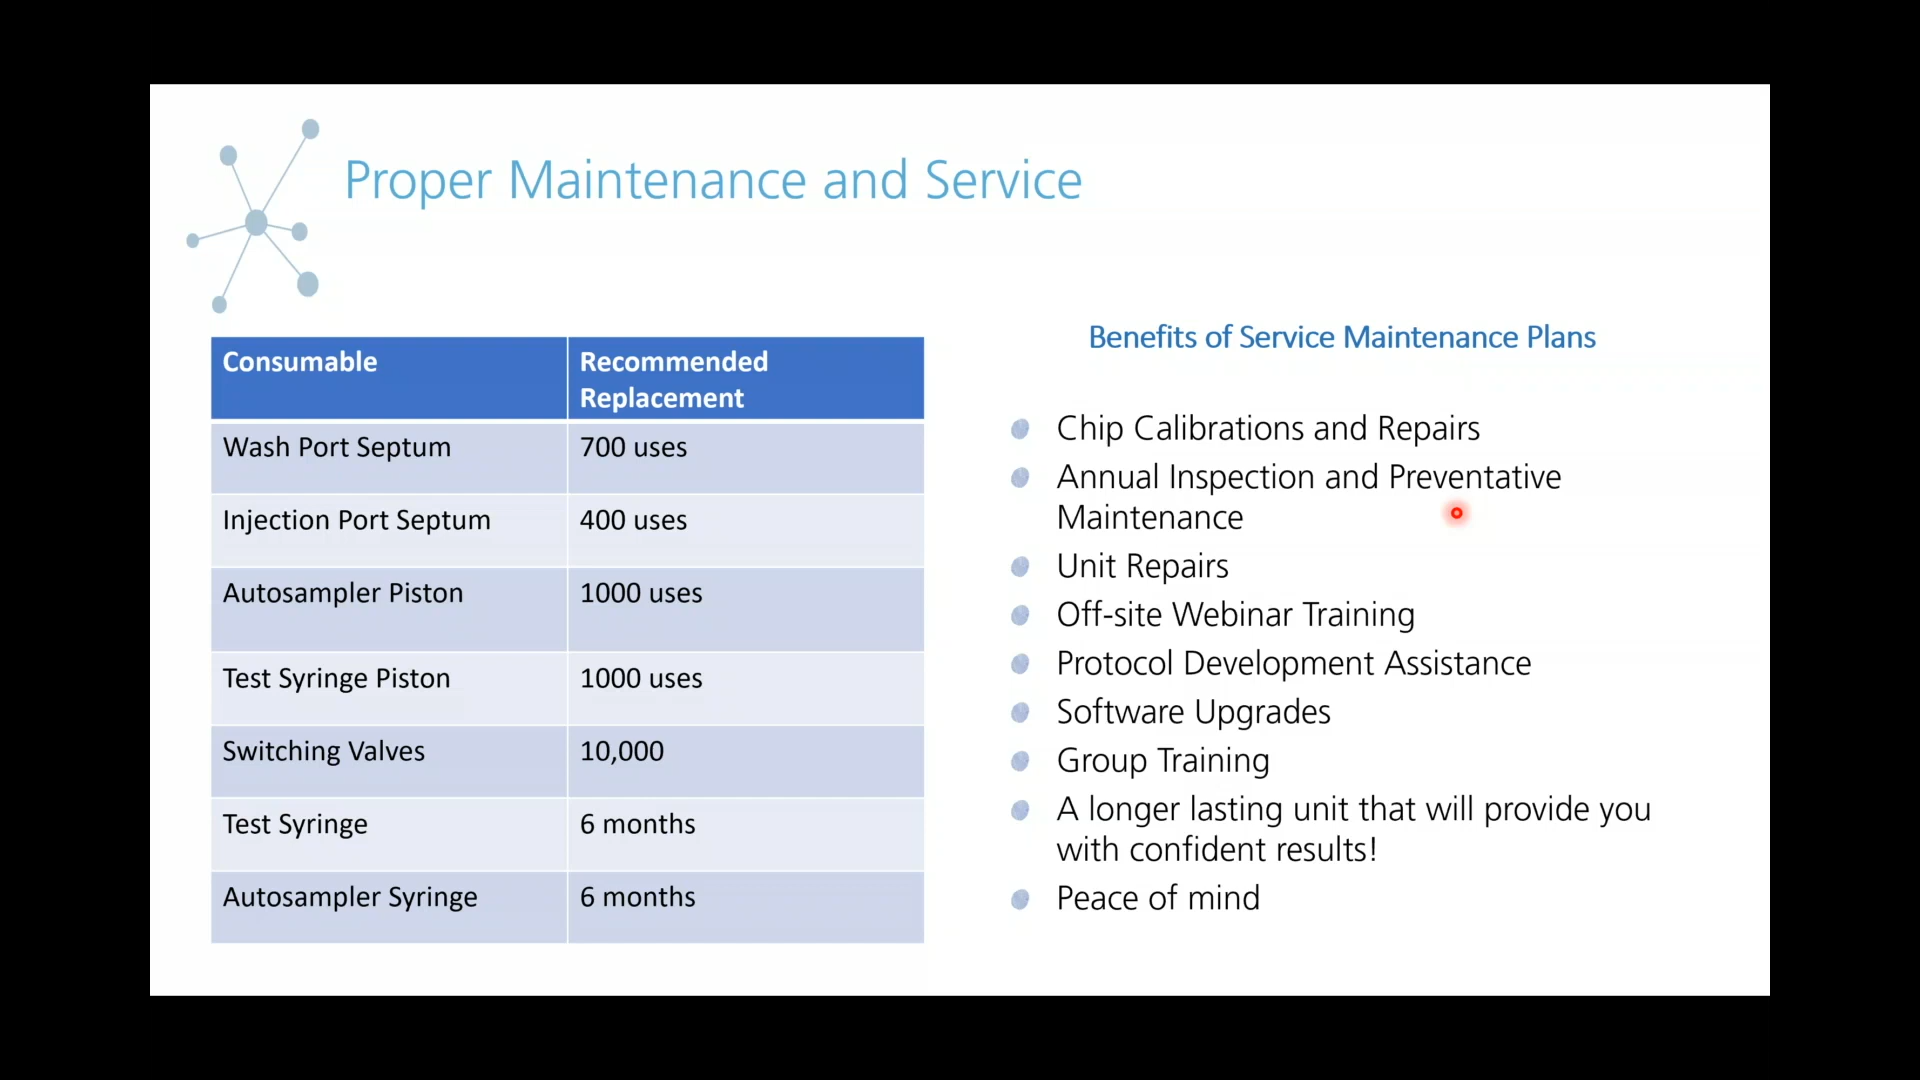 Proper Maintenance and Service
Consumable
Recommended
Replacement
Wash Port Septum
700 uses
Injection Port Septum
400 uses
Autosampler Piston
1000 uses
Test Syringe Piston
1000 uses
Switching Valves
10,000
Test Syringe
6 months
Autosampler Syringe
6 months
Benefits of Service Maintenance Plans
Chip Calibrations and Repairs
Annual Inspection and Preventative
Maintenance
Unit Repairs
Off-site Webinar Training
Protocol Development Assistance
Software Upgrades
Group Training
A longer lasting unit that will provide you
with confident results!
Peace of mind